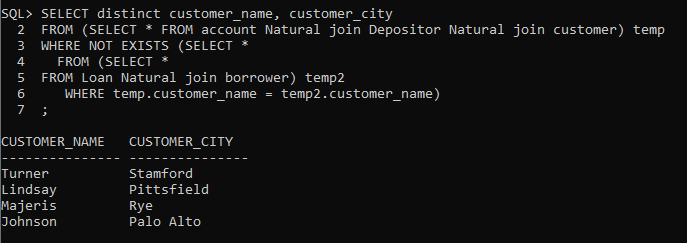 SQL> SELECT distinct customer_name, customer_city
2 FROM (SELECT * FROM account Natural join Depositor Natural join customer) temp
3 WHERE NOT EXISTS (SELECT *
4 FROM (SELECT *
5 FROM Loan Natural join borrower) temp2
6 WHERE temp.customer_name = temp2.customer_name)
7 ;
CUSTOMER_NAME CUSTOMER_CITY
--------------- ---------------
Turner Stamford
Lindsay Pittsfield
Majeris Rye
Johnson Palo Alto